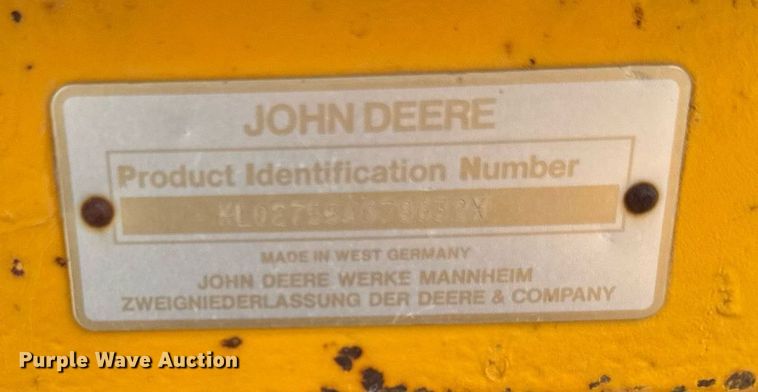 JOHN DEERE
Product Identification Number
MADE IN WEST GERMANY
JOHN DEERE WERKE MANNHEIM
ZWEIGNIEDERLASSUNG DER DEERE & COMPANY
Purple Wave Auction